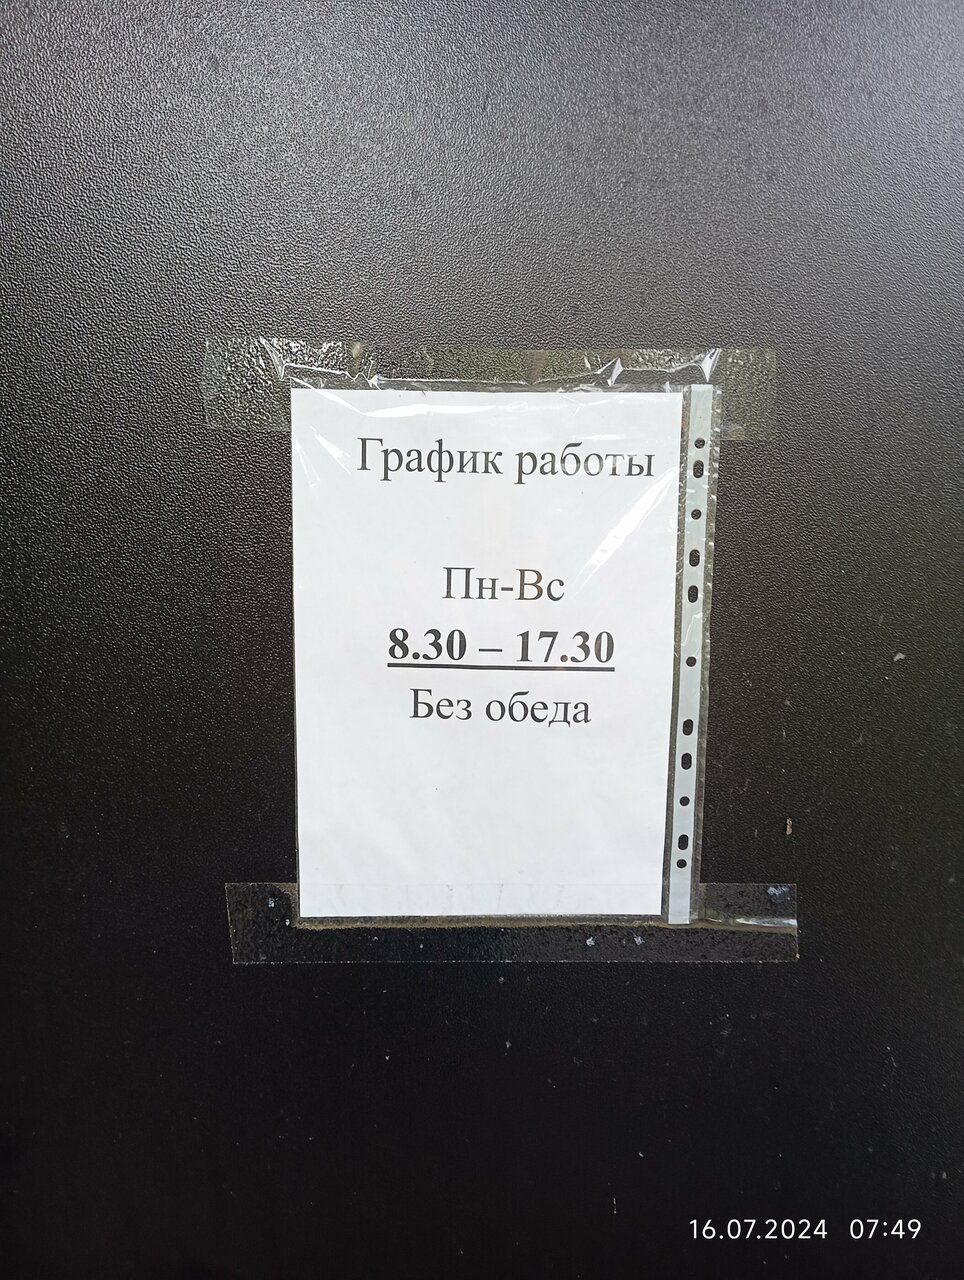 График работы
Пн-Вс
8.30 – 17.30
Без обеда
16.07.2024 07:49